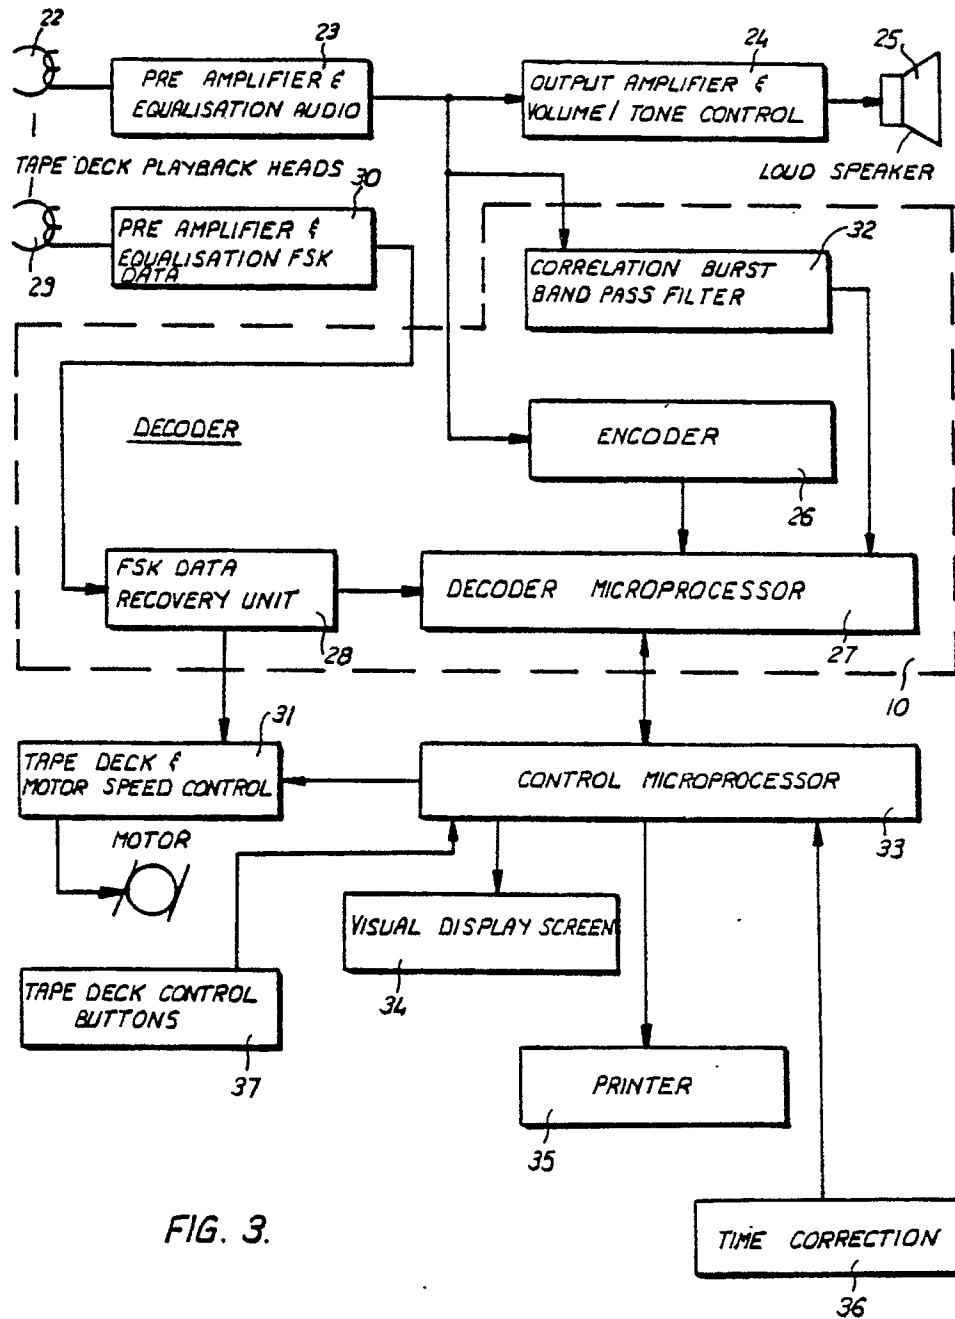 22
23
24
25
PRE AMPLIFIER &
EQUALISATION AUDIO
OUTPUT AMPLIFIER &
VOLUME / TONE CONTROL
LOUD SPEAKER
TAPE DECK PLAYBACK HEADS
30
29
PRE AMPLIFIER &
EQUALISATION FSK
DATA
32
CORRELATION BURST
BAND PASS FILTER
DECODER
ENCODER
26
FSK DATA
RECOVERY UNIT
28
DECODER MICROPROCESSOR
27
10
31
TAPE DECK &
MOTOR SPEED CONTROL
CONTROL MICROPROCESSOR
33
MOTOR
VISUAL DISPLAY SCREEN
34
TAPE DECK CONTROL
BUTTONS
37
PRINTER
35
FIG. 3.
TIME CORRECTION
36